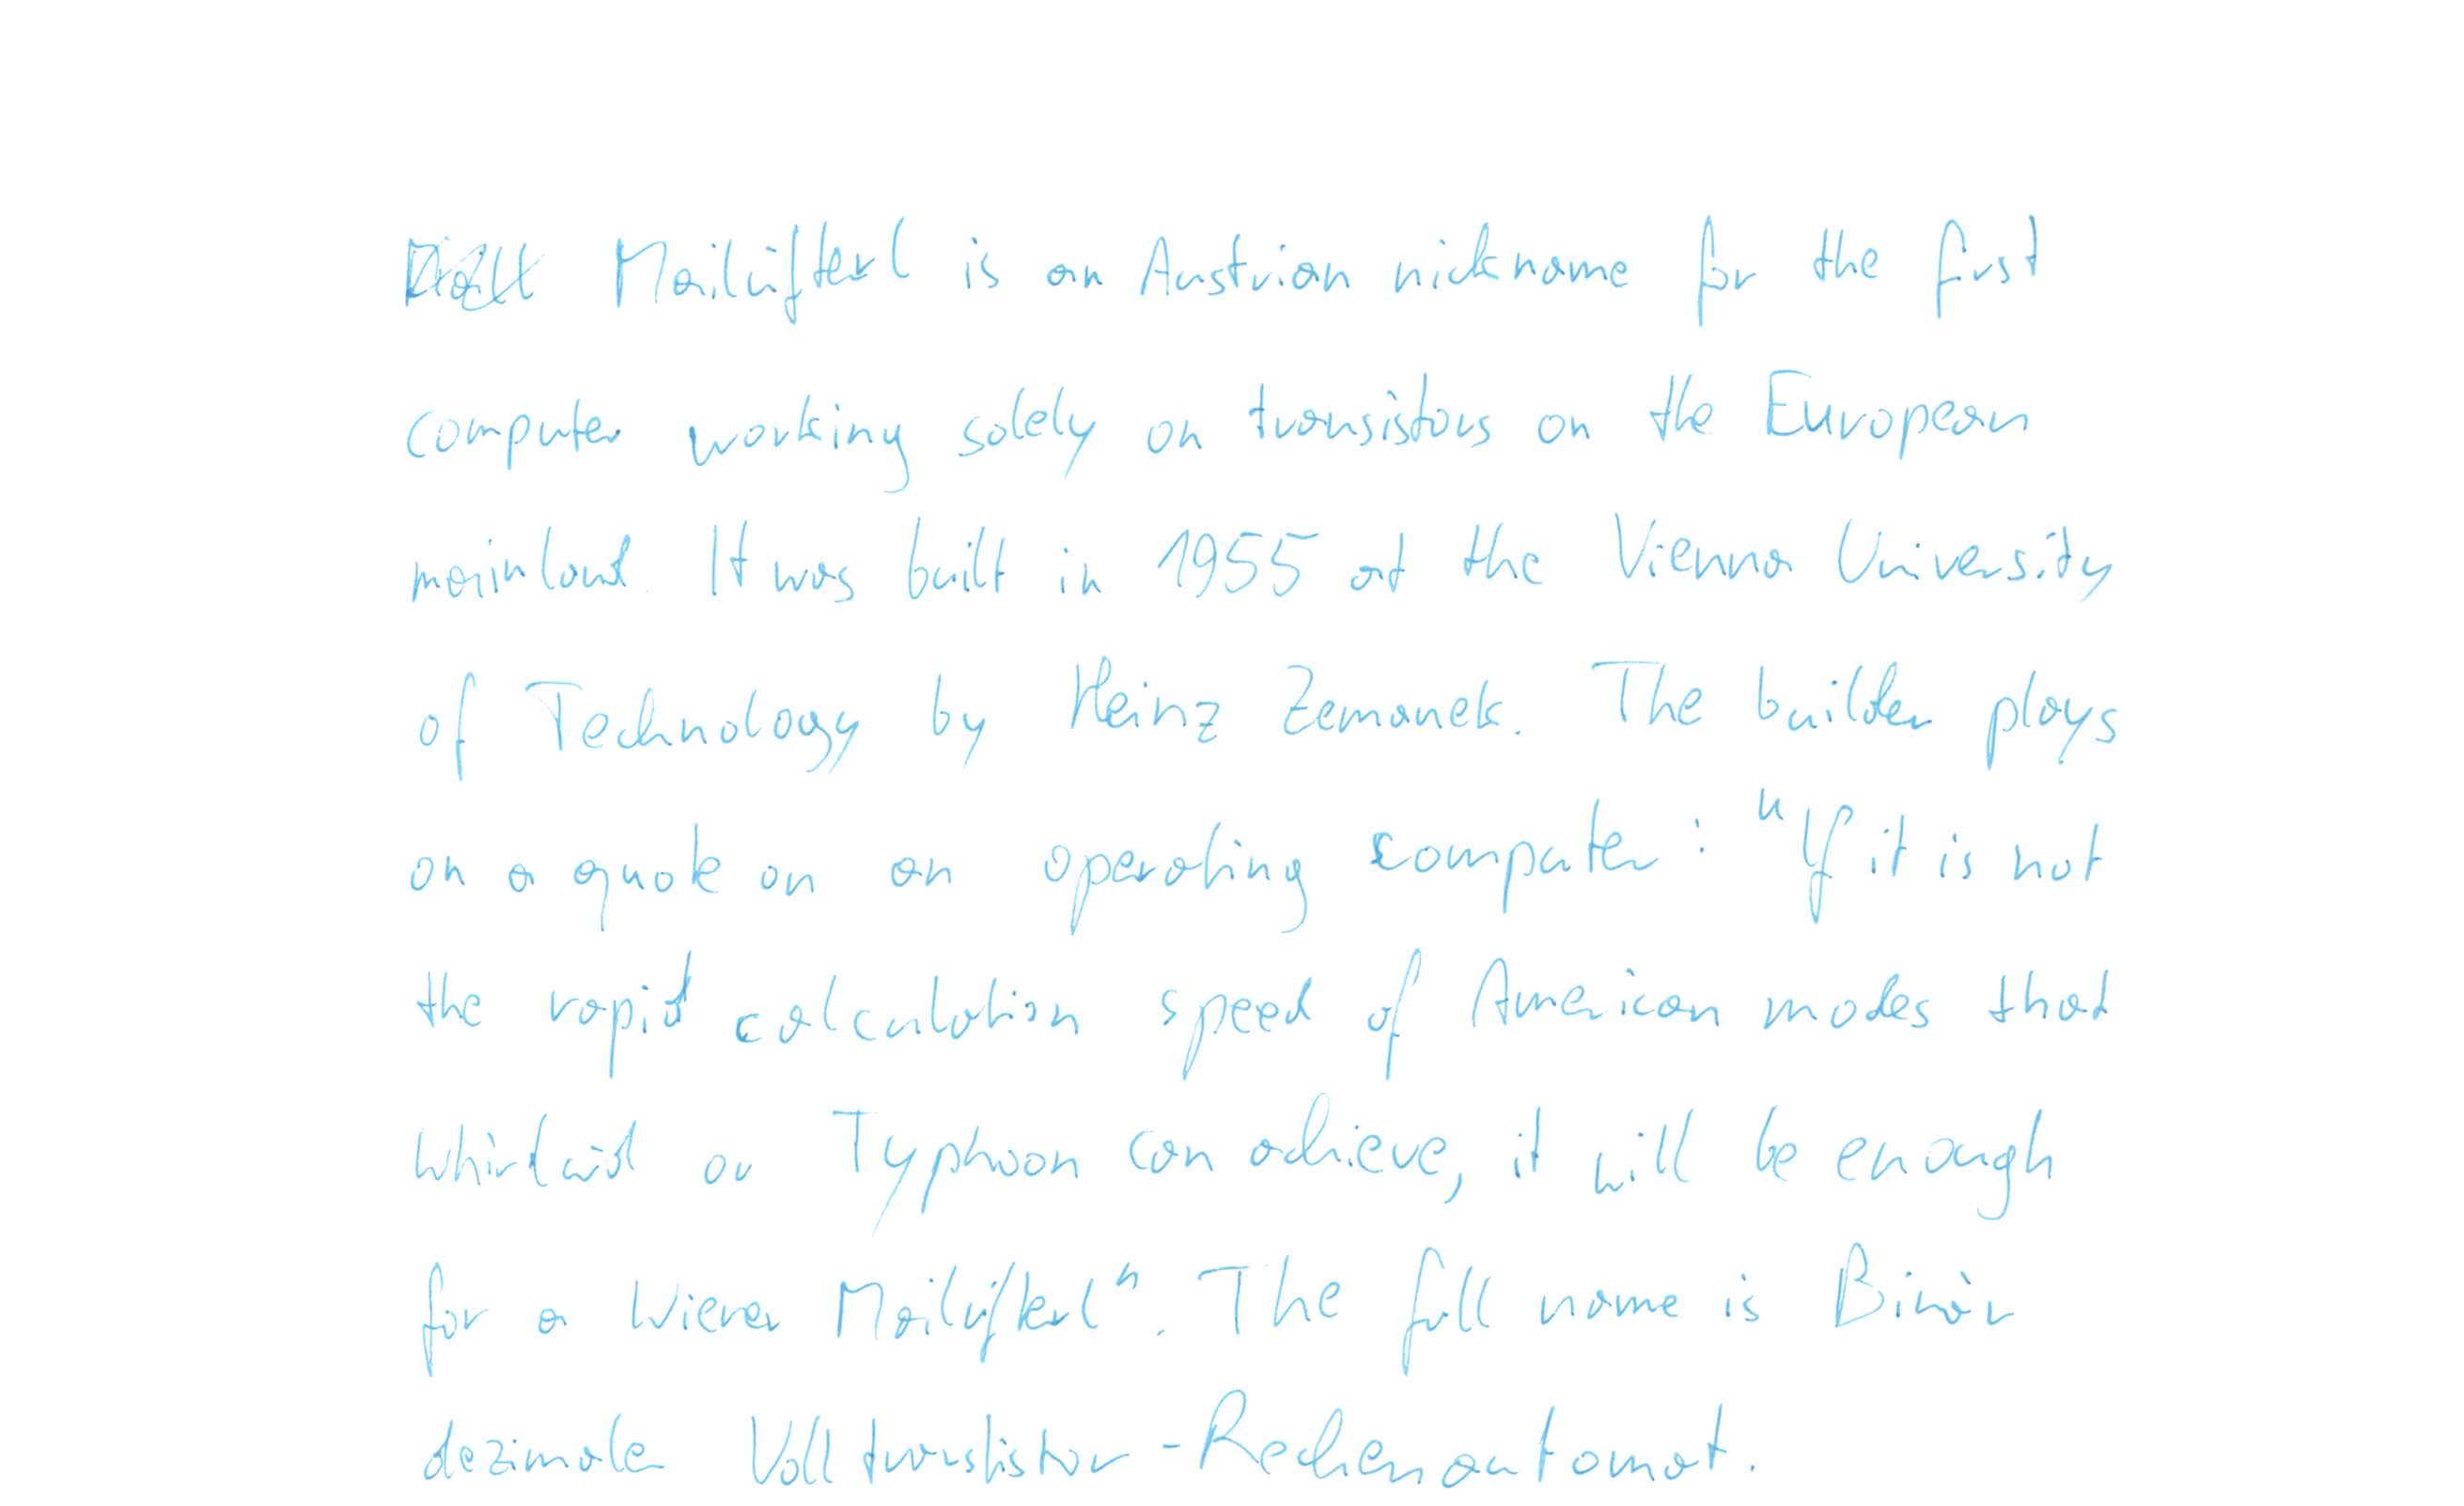 Mailüfterl is an Austrian nickname for the first
computer working solely on transistors on the European
mainland. It was built in 1955 at the Vienna University
of Technology by Heinz Zemanek. The builder plays
on a quote on an operating computer: "If it is not
the rapid calculation speed of American modles that
Whirlwind or Typhoon can achieve, it will be enough
for a Wiener Mailüfterl". The full name is Binär
dezimaler Volltransistor-Rechenautomat.